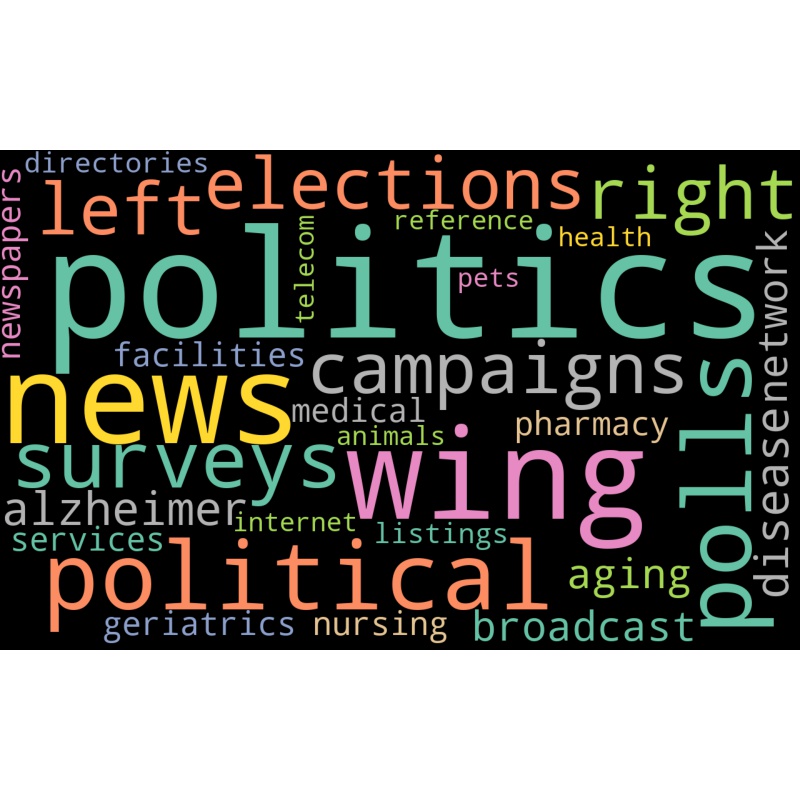 directories
newspapers
left
elections
right
reference
telecom
health
politics
pets
network
facilities
campaigns
news
medical
animals
pharmacy
polls
surveys
wing
disease
alzheimer
internet
services
listings
political
aging
geriatrics
nursing
broadcast